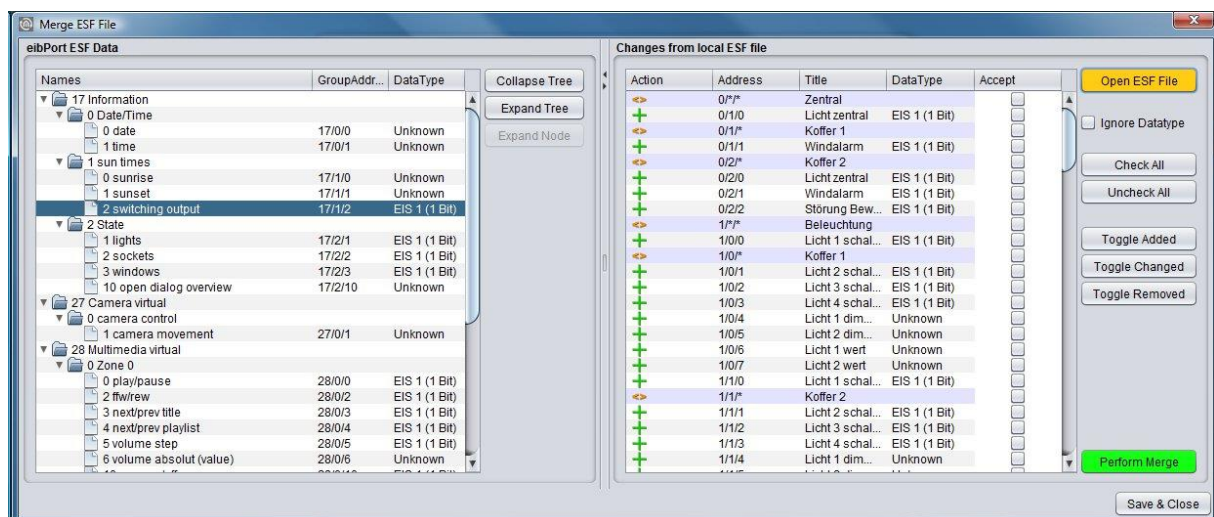 Merge ESF File
eibPort ESF Data
Names GroupAddr... DataType
17 Information
0 Date/Time
0 date 17/0/0 Unknown
1 time 17/0/1 Unknown
1 sun times
0 sunrise 17/1/0 Unknown
1 sunset 17/1/1 Unknown
2 switching output 17/1/2 EIS 1 (1 Bit)
2 State
1 lights 17/2/1 EIS 1 (1 Bit)
2 sockets 17/2/2 EIS 1 (1 Bit)
3 windows 17/2/3 EIS 1 (1 Bit)
10 open dialog overview 17/2/10 Unknown
27 Camera virtual
0 camera control
1 camera movement 27/0/1 Unknown
28 Multimedia virtual
0 Zone 0
0 play/pause 28/0/0 EIS 1 (1 Bit)
2 ffw/rew 28/0/2 EIS 1 (1 Bit)
3 next/prev title 28/0/3 EIS 1 (1 Bit)
4 next/prev playlist 28/0/4 EIS 1 (1 Bit)
5 volume step 28/0/5 EIS 1 (1 Bit)
6 volume absolut (value) 28/0/6 Unknown
Collapse Tree
Expand Tree
Expand Node
Changes from local ESF file
Action Address Title DataType Accept
0/*/* Zentral
0/1/0 Licht zentral EIS 1 (1 Bit)
0/1/* Koffer 1
0/1/1 Windalarm EIS 1 (1 Bit)
0/2/* Koffer 2
0/2/0 Licht zentral EIS 1 (1 Bit)
0/2/1 Windalarm EIS 1 (1 Bit)
0/2/2 Störung Bew... EIS 1 (1 Bit)
1/*/* Beleuchtung
1/0/0 Licht 1 schal... EIS 1 (1 Bit)
1/0/* Koffer 1
1/0/1 Licht 2 schal... EIS 1 (1 Bit)
1/0/2 Licht 3 schal... EIS 1 (1 Bit)
1/0/3 Licht 4 schal... EIS 1 (1 Bit)
1/0/4 Licht 1 dim... Unknown
1/0/5 Licht 2 dim... Unknown
1/0/6 Licht 1 wert Unknown
1/0/7 Licht 2 wert Unknown
1/1/0 Licht 1 schal... EIS 1 (1 Bit)
1/1/* Koffer 2
1/1/1 Licht 2 schal... EIS 1 (1 Bit)
1/1/2 Licht 3 schal... EIS 1 (1 Bit)
1/1/3 Licht 4 schal... EIS 1 (1 Bit)
1/1/4 Licht 1 dim... Unknown
Open ESF File
Ignore Datatype
Check All
Uncheck All
Toggle Added
Toggle Changed
Toggle Removed
Perform Merge
Save & Close